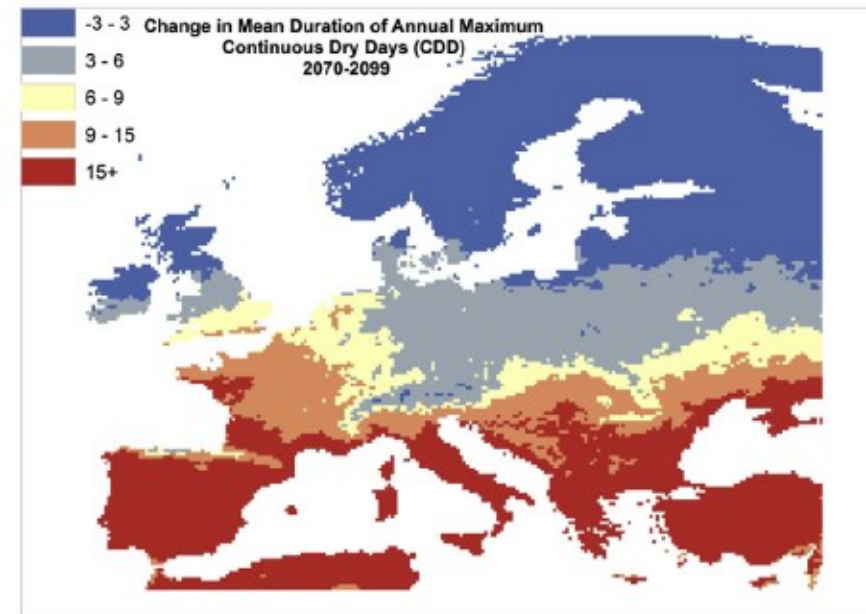 Change in Mean Duration of Annual Maximum
Continuous Dry Days (CDD)
2070-2099
-3 - 3
3 - 6
6 - 9
9 - 15
15+